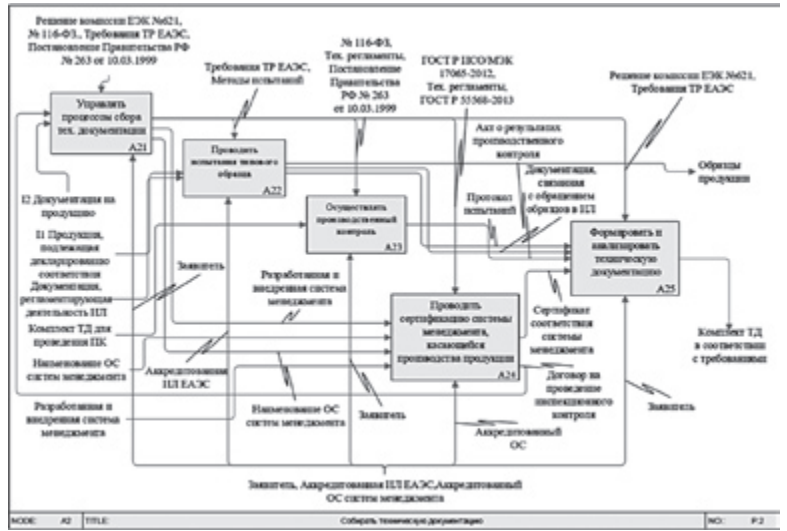 Решение комиссии ЕЭК №621,
№ 116-ФЗ., Требования ТР ЕАЭС,
Постановление Правительства РФ
№ 263 от 10.03.1999
Требования ТР ЕАЭС,
Методы испытаний
№ 116-ФЗ,
Тех. регламенты,
Постановление
Правительства
РФ № 263
от 10.03.1999
ГОСТ Р ИСО/МЭК
17065-2012,
Тех. регламенты,
ГОСТ Р 55568-2013
Решение комиссии ЕЭК №621,
Требования ТР ЕАЭС
Управлять
процессом сбора
тех. документации
A21
Проводить
испытания типового
образца
A22
Осуществлять
производственный
контроль
A23
Проводить
сертификацию системы
менеджмента,
касающейся
производства продукции
A24
Формировать и
анализировать
техническую
документацию
A25
Акт о результатах
производственного
контроля
Документация,
связанная
с обращением
образцов в ИЛ
Протокол
испытаний
Образцы
продукции
I2 Документация на
продукцию
I1 Продукция,
подлежащая
декларированию
соответствия
Документация,
регламентирующая
деятельность ИЛ
Комплект ТД для
проведения ПК
Наименование ОС
систем менеджмента
Разработанная и
внедренная система
менеджмента
Заявитель
Разработанная и
внедренная система
менеджмента
Аккредитованная
ИЛ ЕАЭС
Наименование ОС
систем менеджмента
Заявитель
Аккредитованный
ОС
Сертификат
соответствия
системы
менеджмента
Договор на
проведение
инспекционного
контроля
Заявитель
Комплект ТД
в соответствии
с требованиях
Заявитель, Аккредитованная ИЛ ЕАЭС,Аккредитованный
ОС систем менеджмента
NODE: A2 TITLE: Собирать техническую документацию NO.: P.2